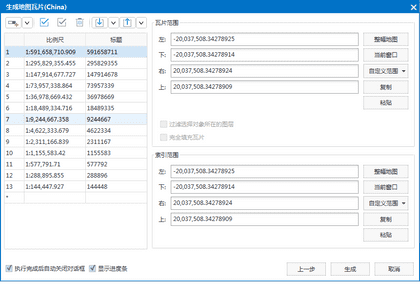 生成地图瓦片(China)
比例尺 标题
1 1:591,658,710.909 591658711
2 1:295,829,355.455 295829355
3 1:147,914,677.727 147914678
4 1:73,957,338.864 73957339
5 1:36,978,669.432 36978669
6 1:18,489,334.716 18489335
7 1:9,244,667.358 9244667
8 1:4,622,333.679 4622334
9 1:2,311,166.839 2311167
10 1:1,155,583.42 1155583
11 1:577,791.71 577792
12 1:288,895.855 288896
13 1:144,447.927 144448
*
瓦片范围
左: -20,037,508.34278925 整幅地图
下: -20,037,508.34278914 当前窗口
右: 20,037,508.34278924 自定义范围
上: 20,037,508.34278909 复制
粘贴
过滤选择对象所在的图层
完全填充瓦片
索引范围
左: -20,037,508.34278925 整幅地图
下: -20,037,508.34278914 当前窗口
右: 20,037,508.34278924 自定义范围
上: 20,037,508.34278909 复制
粘贴
执行完成后自动关闭对话框 显示进度条 上一步 生成 取消